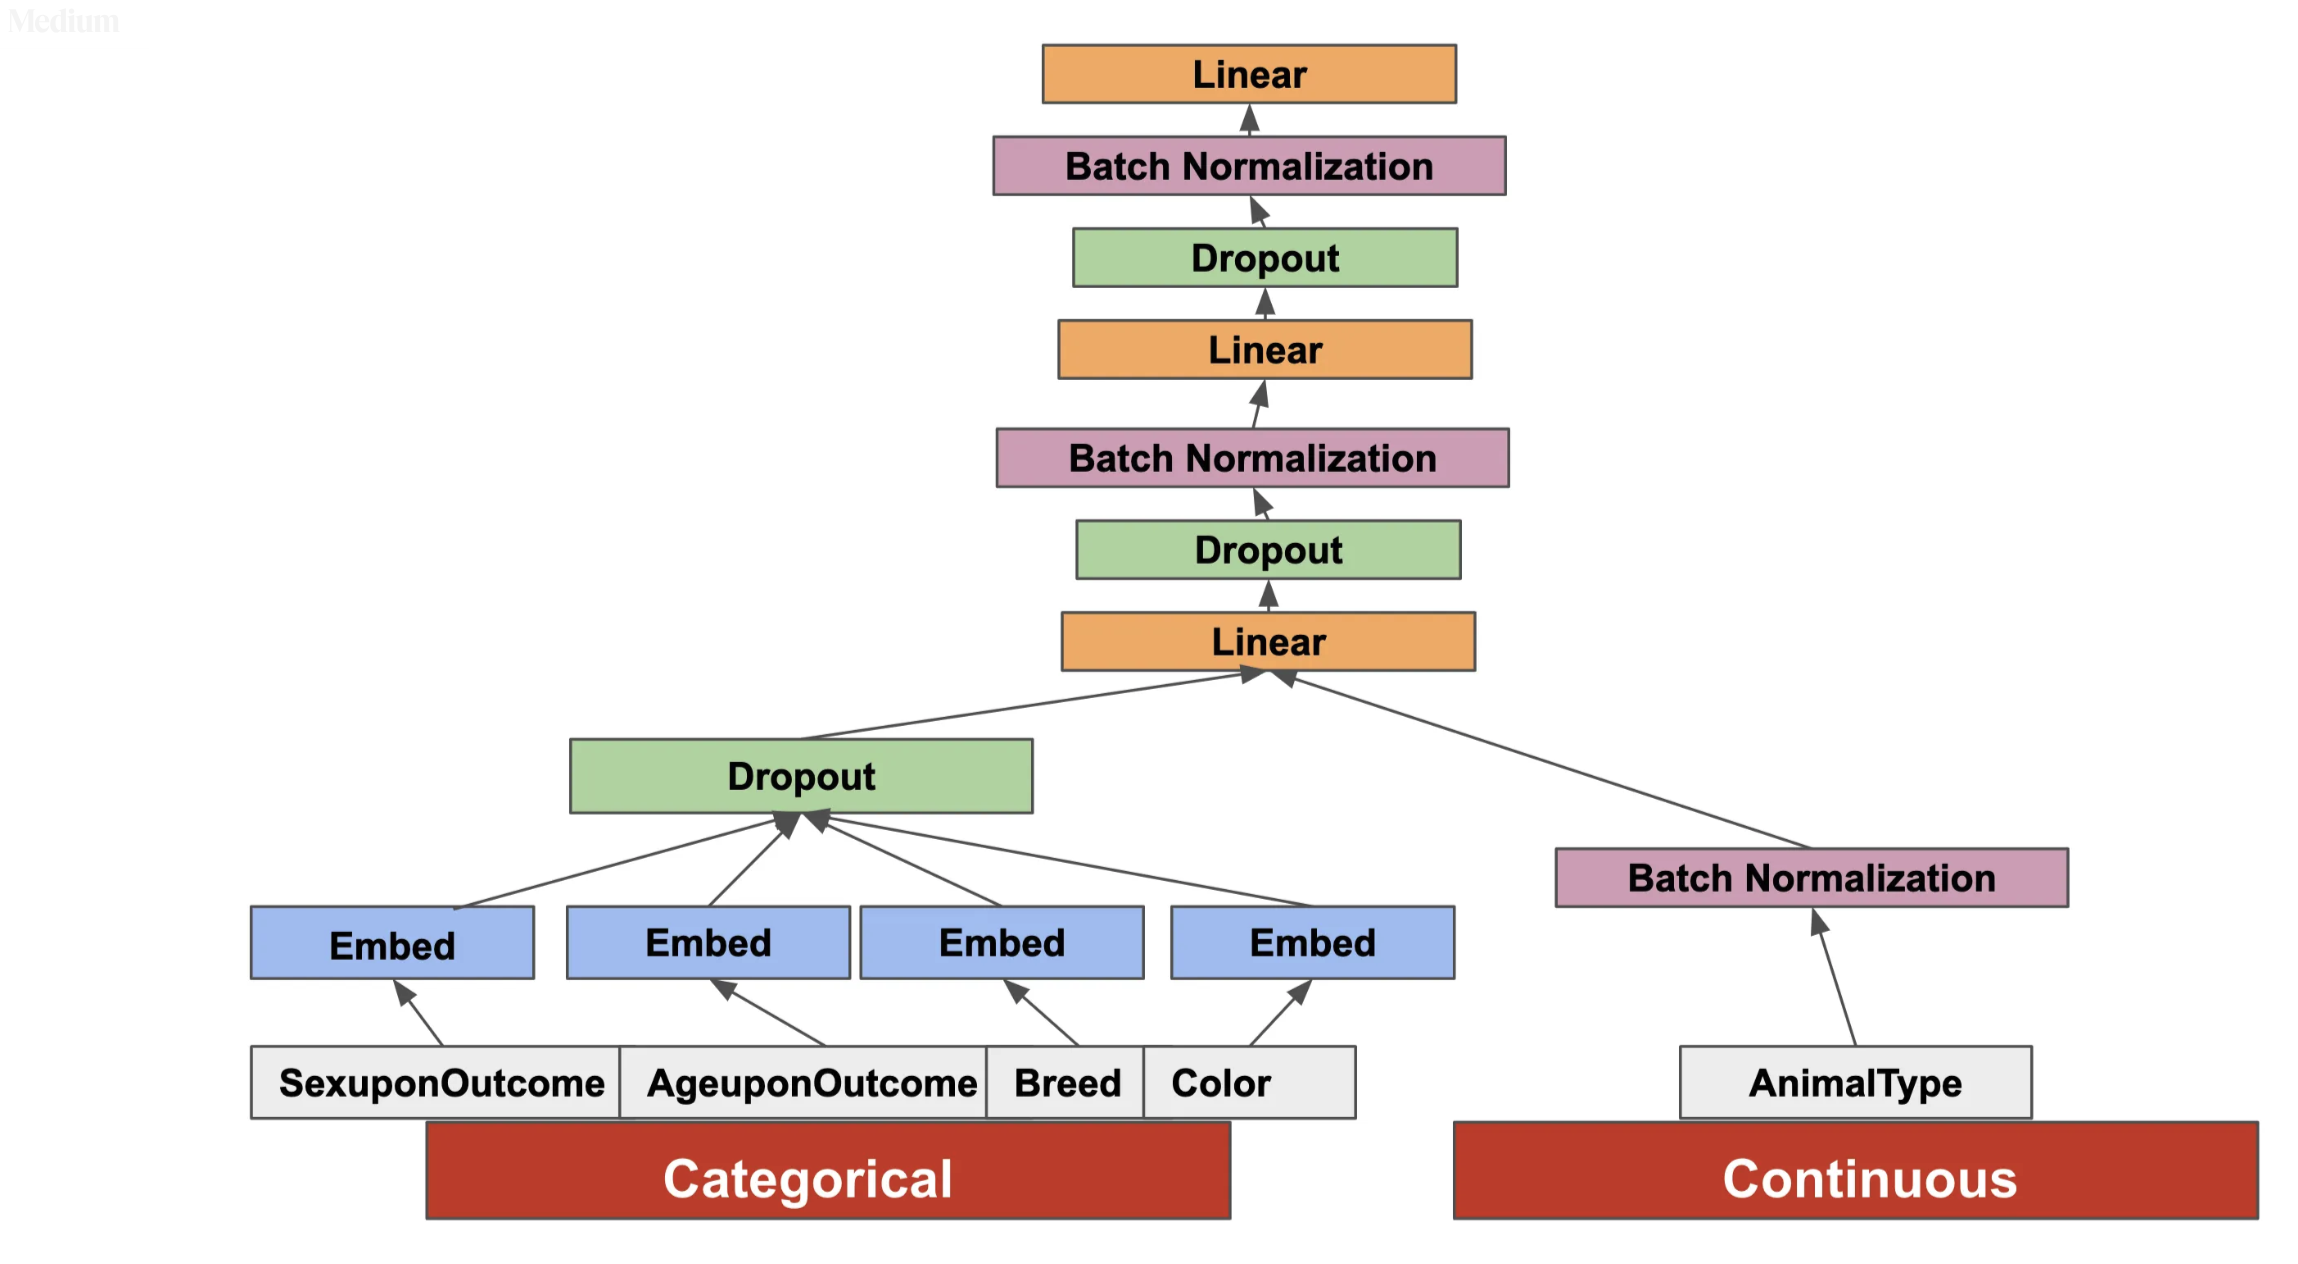 Medium
Linear
Batch Normalization
Dropout
Linear
Batch Normalization
Dropout
Linear
Dropout
Batch Normalization
Embed
Embed
Embed
Embed
SexuponOutcome
AgeuponOutcome
Breed
Color
AnimalType
Categorical
Continuous